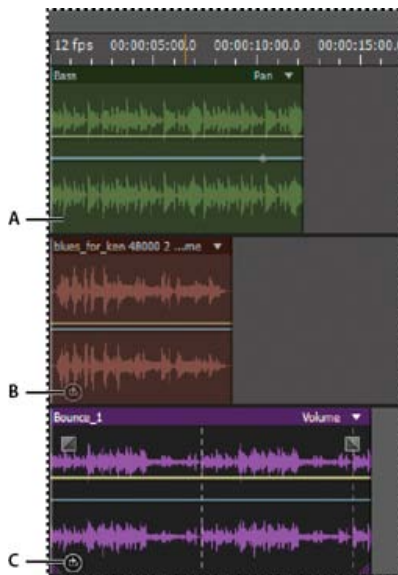 12 fps 00:00:05:00.0 00:00:10:00.0 00:00:15:00.
Bass Pan
A
blues_for_ken 48000 2 ...me
B
Bounce_1 Volume
C